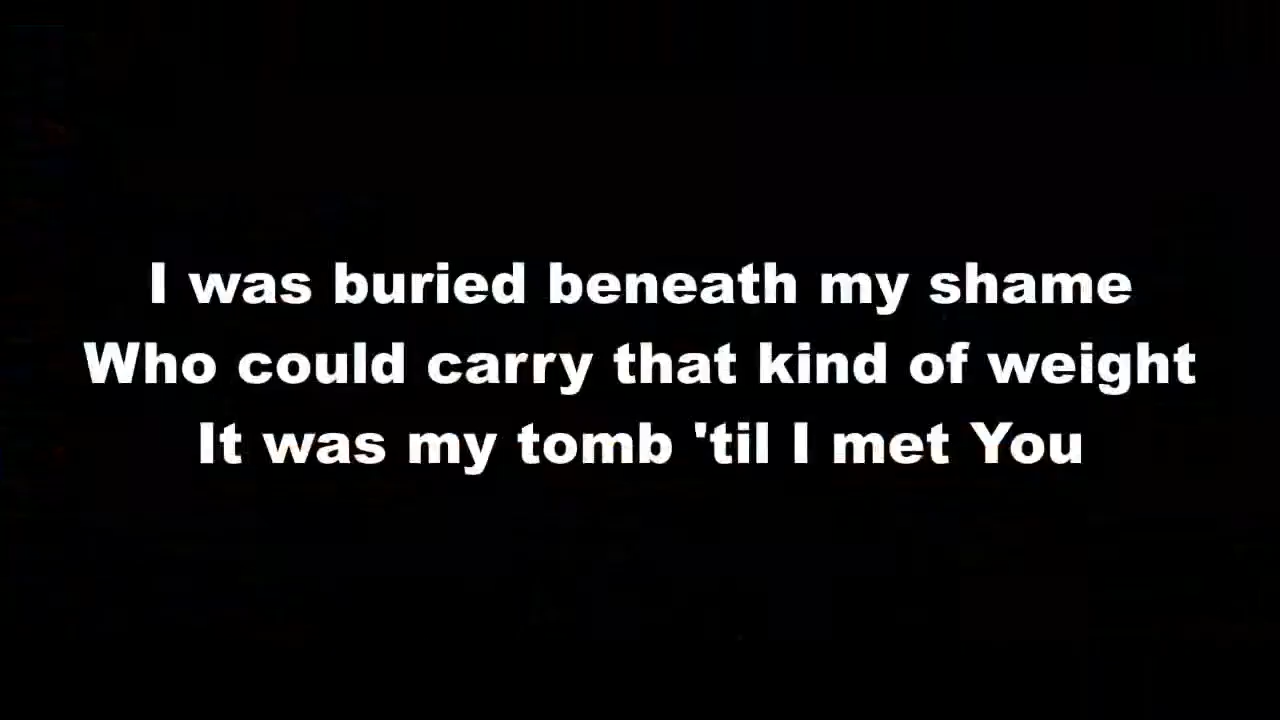 I was buried beneath my shame
Who could carry that kind of weight
It was my tomb 'til I met You